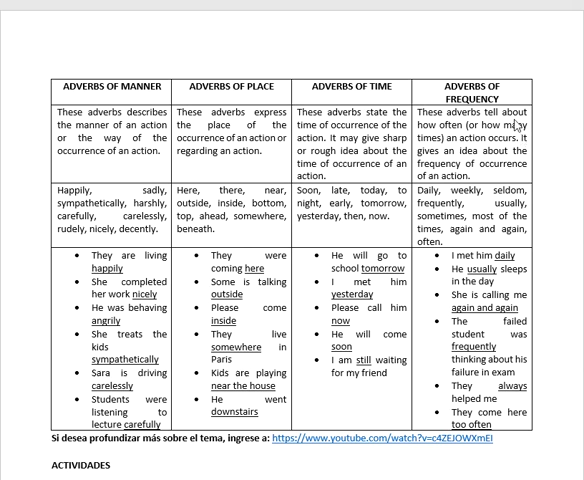 ADVERBS OF MANNER
These adverbs describes
the manner of an action
or the way of the
occurrence of an action.
Happily, sadly,
sympathetically, harshly,
carefully, carelessly,
rudely, nicely, decently.
• They are living
happily
• She completed
her work nicely
• He was behaving
angrily
• She treats the
kids
sympathetically
• Sara is driving
carelessly
• Students were
listening to
lecture carefully
ADVERBS OF PLACE
These adverbs express
the place of the
occurrence of an action or
regarding an action.
Here, there, near,
outside, inside, bottom,
top, ahead, somewhere,
beneath.
• They were
coming here
• Some is talking
outside
• Please come
inside
• They live
somewhere in
Paris
• Kids are playing
near the house
• He went
downstairs
ADVERBS OF TIME
These adverbs state the
time of occurrence of the
action. It may give sharp
or rough idea about the
time of occurrence of an
action.
Soon, late, today, to
night, early, tomorrow,
yesterday, then, now.
• He will go to
school tomorrow
• I met him
yesterday
• Please call him
now
• He will come
soon
• I am still waiting
for my friend
ADVERBS OF
FREQUENCY
These adverbs tell about
how often (or how many
times) an action occurs. It
gives an idea about the
frequency of occurrence
of an action.
Daily, weekly, seldom,
frequently, usually,
sometimes, most of the
times, again and again,
often.
• I met him daily
• He usually sleeps
in the day
• She is calling me
again and again
• The failed
student was
frequently
thinking about his
failure in exam
• They always
helped me
• They come here
too often
Si desea profundizar más sobre el tema, ingrese a: https://www.youtube.com/watch?v=c4ZEJOWXmEI
ACTIVIDADES